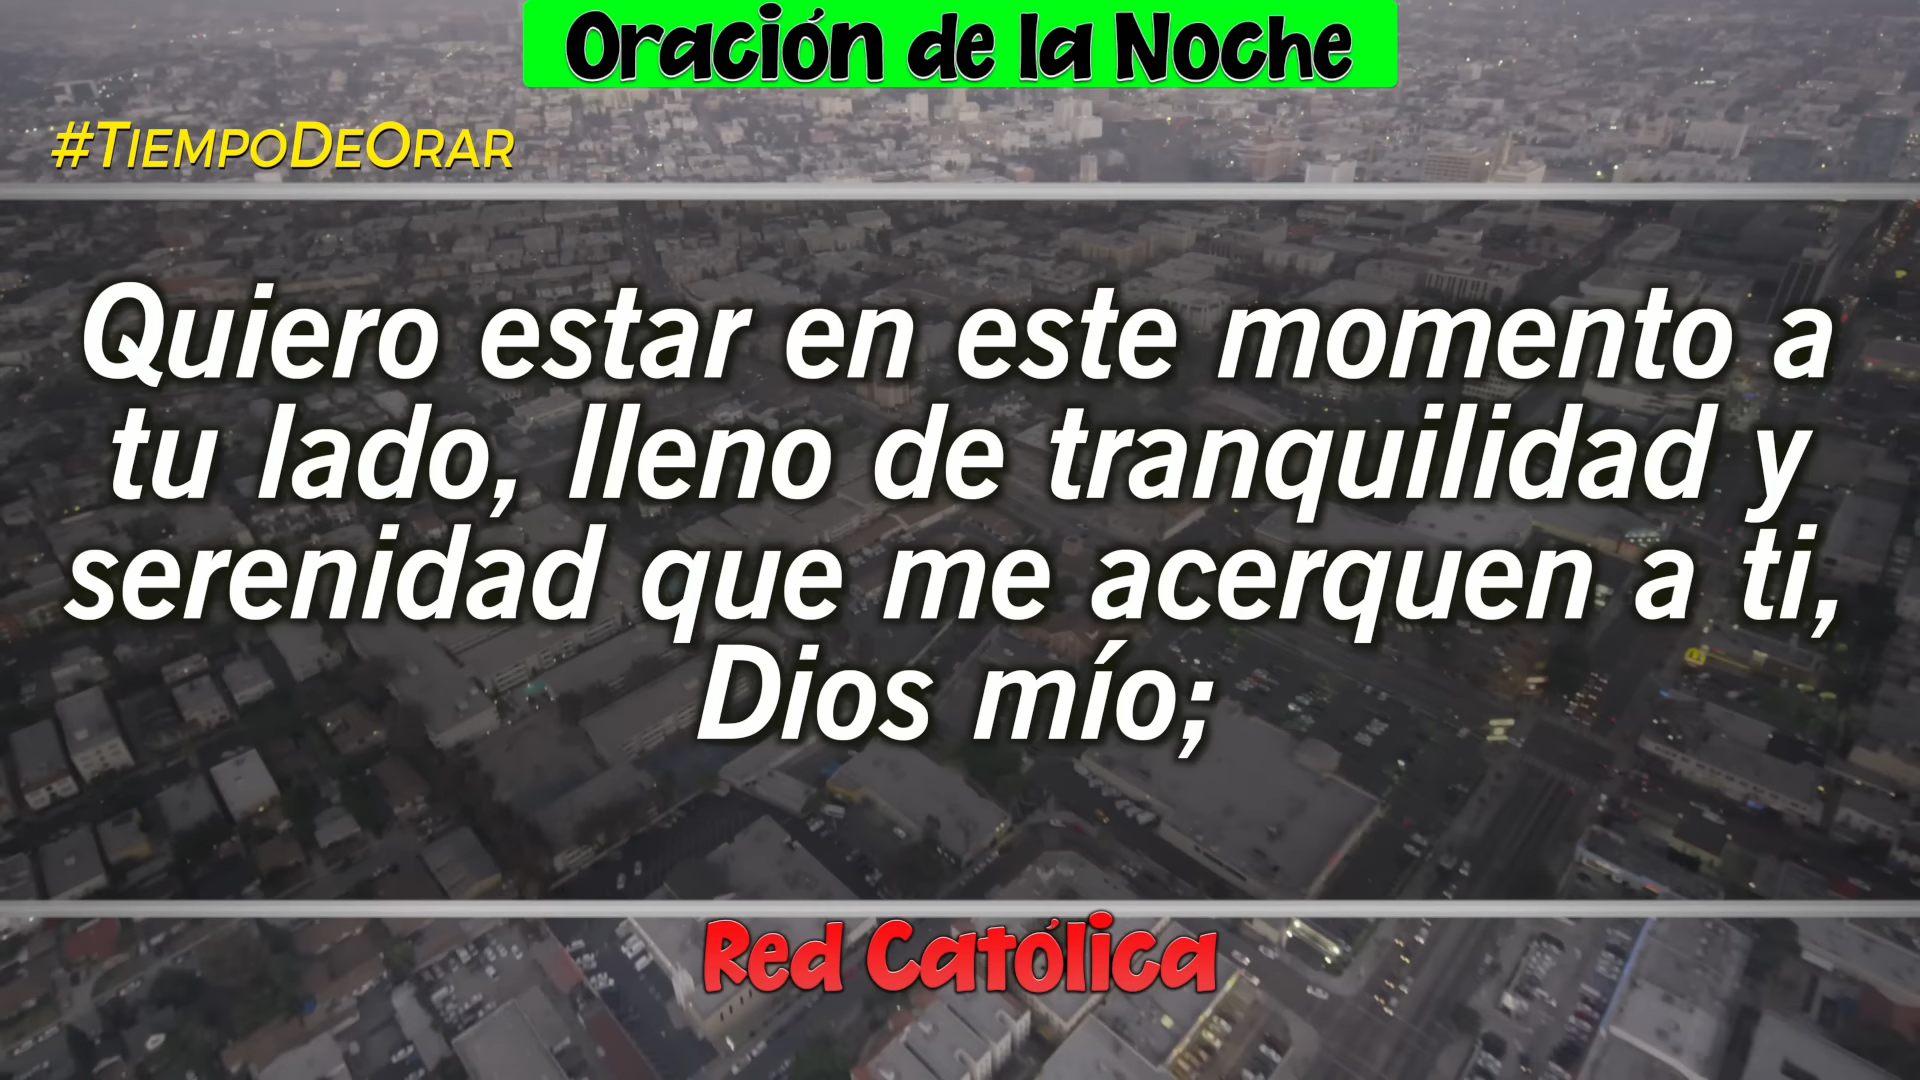 Oración de la Noche
#TiempoDeOrar
Quiero estar en este momento a
tu lado, lleno de tranquilidad y
serenidad que me acerquen a ti,
Dios mío;
Red Católica